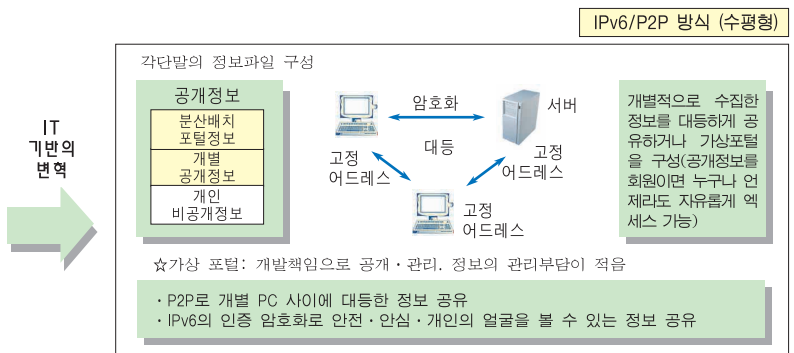 IPv6/P2P 방식 (수평형)
IT
기반의
변혁
각단말의 정보파일 구성
공개정보
분산배치
포털정보
개별
공개정보
개인
비공개정보
암호화
서버
대등
고정
어드레스
고정
어드레스
고정
어드레스
개별적으로 수집한
정보를 대등하게 공
유하거나 가상포털
을 구성(공개정보를
회원이면 누구나 언
제라도 자유롭게 엑
세스 가능)
☆가상 포털: 개발책임으로 공개·관리. 정보의 관리부담이 적음
· P2P로 개별 PC 사이에 대등한 정보 공유
· IPv6의 인증 암호화로 안전·안심·개인의 얼굴을 볼 수 있는 정보 공유